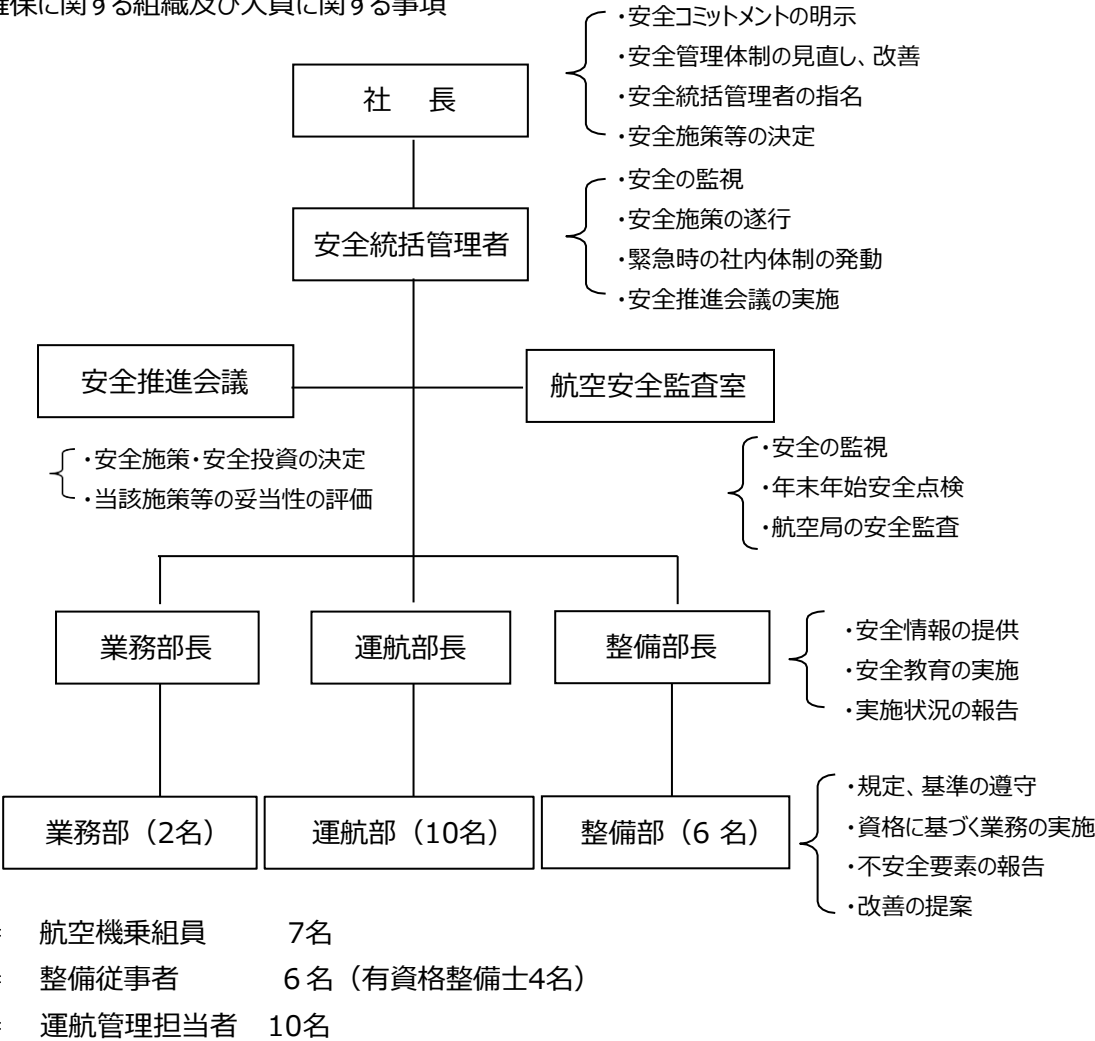 確保に関する組織及び人員に関する事項
・安全コミットメントの明示
・安全管理体制の見直し、改善
・安全統括管理者の指名
・安全施策等の決定
社　長
・安全の監視
・安全施策の遂行
・緊急時の社内体制の発動
・安全推進会議の実施
安全統括管理者
安全推進会議
航空安全監査室
・安全施策・安全投資の決定
・当該施策等の妥当性の評価
・安全の監視
・年末年始安全点検
・航空局の安全監査
業務部長
運航部長
整備部長
・安全情報の提供
・安全教育の実施
・実施状況の報告
業務部（2名）
運航部（10名）
整備部（6 名）
・規定、基準の遵守
・資格に基づく業務の実施
・不安全要素の報告
・改善の提案
航空機乗組員　　7名
整備従事者　　６名（有資格整備士4名）
運航管理担当者　10名